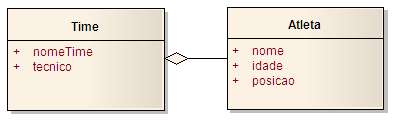 Time
+ nomeTime
+ tecnico
Atleta
+ nome
+ idade
+ posicao